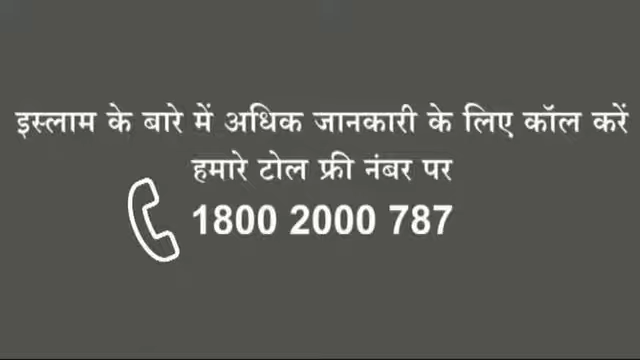 इस्लाम के बारे में अधिक जानकारी के लिए कॉल करें
हमारे टोल फ्री नंबर पर
1800 2000 787